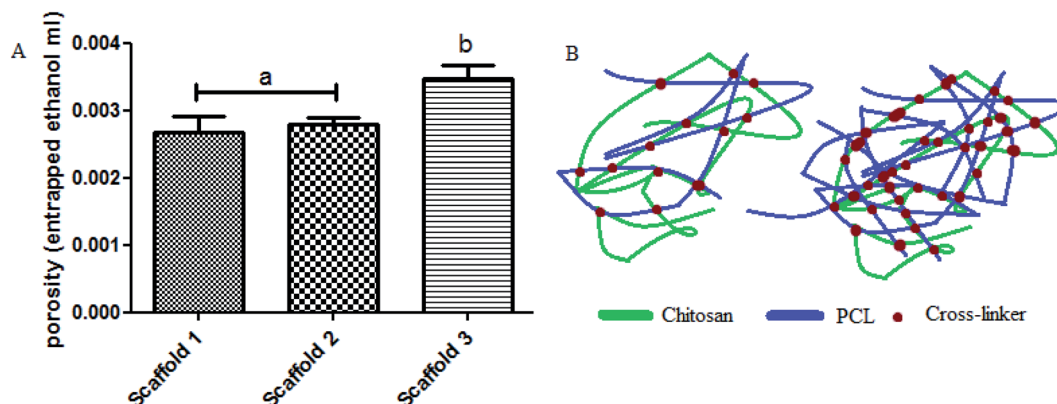 A
porosity (entrapped ethanol ml)
0.004
0.003
0.002
0.001
0.000
a
b
Scaffold 1
Scaffold 2
Scaffold 3
B
Chitosan
PCL
Cross-linker